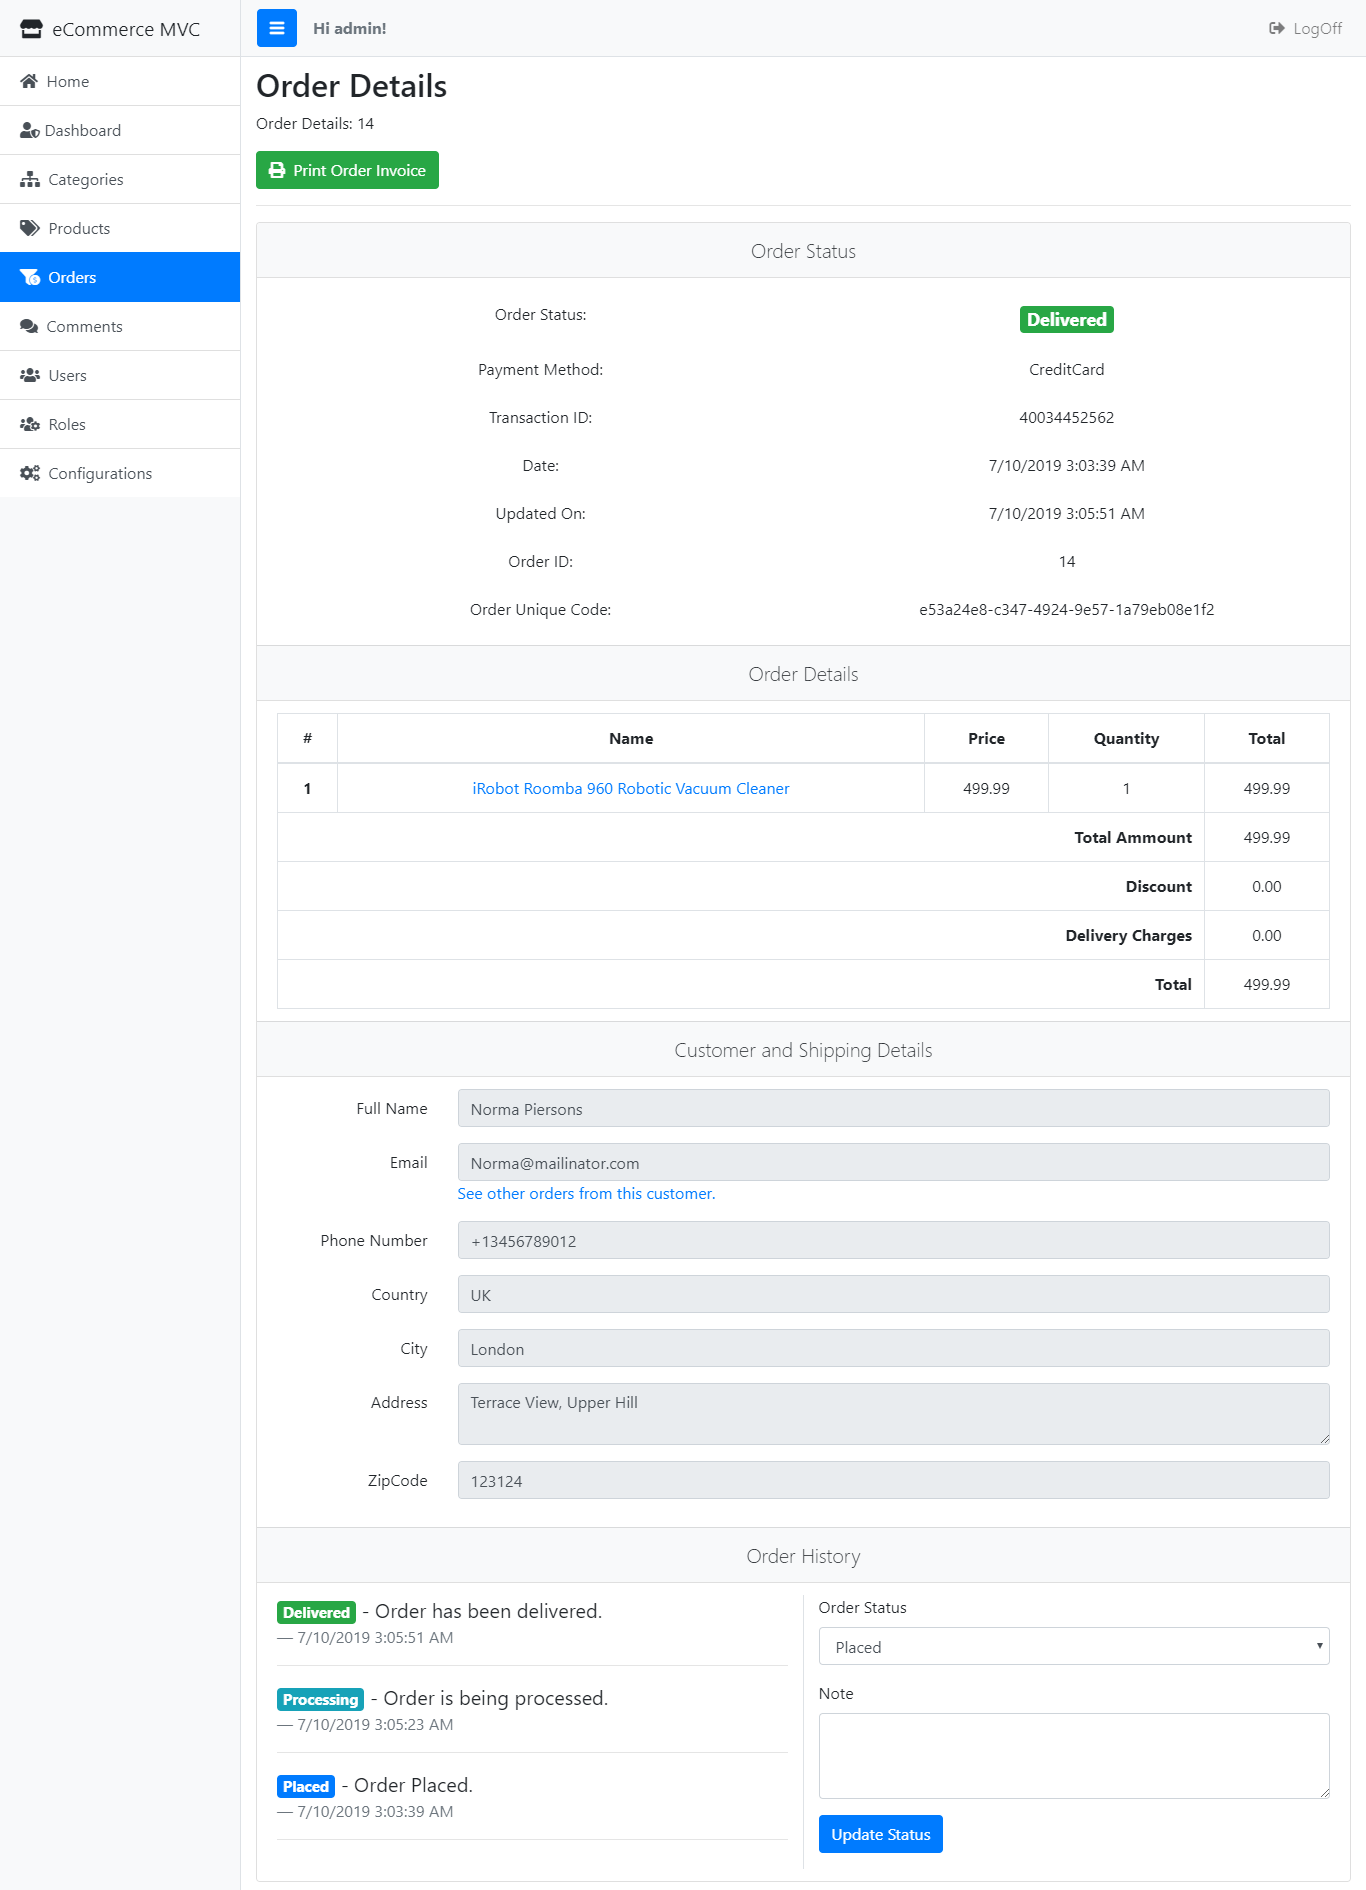 eCommerce MVC
Hi admin!
LogOff
Home
Dashboard
Categories
Products
Orders
Comments
Users
Roles
Configurations
Order Details
Order Details: 14
Print Order Invoice
Order Status
Order Status: Delivered
Payment Method: CreditCard
Transaction ID: 40034452562
Date: 7/10/2019 3:03:39 AM
Updated On: 7/10/2019 3:05:51 AM
Order ID: 14
Order Unique Code: e53a24e8-c347-4924-9e57-1a79eb08e1f2
Order Details
# Name Price Quantity Total
1 iRobot Roomba 960 Robotic Vacuum Cleaner 499.99 1 499.99
Total Ammount 499.99
Discount 0.00
Delivery Charges 0.00
Total 499.99
Customer and Shipping Details
Full Name Norma Piersons
Email Norma@mailinator.com
See other orders from this customer.
Phone Number +13456789012
Country UK
City London
Address Terrace View, Upper Hill
ZipCode 123124
Order History
Delivered - Order has been delivered.
— 7/10/2019 3:05:51 AM
Processing - Order is being processed.
— 7/10/2019 3:05:23 AM
Placed - Order Placed.
— 7/10/2019 3:03:39 AM
Order Status
Placed
Note
Update Status